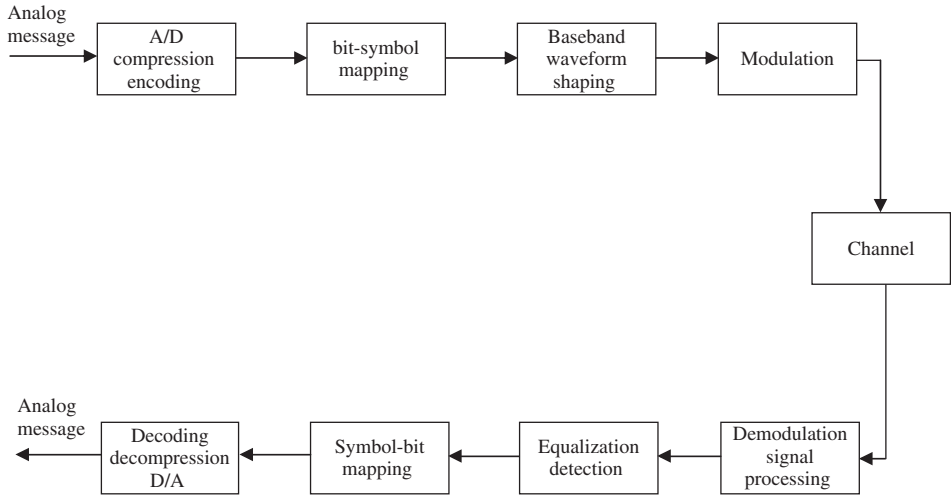 Analog
message
A/D
compression
encoding
bit-symbol
mapping
Baseband
waveform
shaping
Modulation
Channel
Analog
message
Decoding
decompression
D/A
Symbol-bit
mapping
Equalization
detection
Demodulation
signal
processing